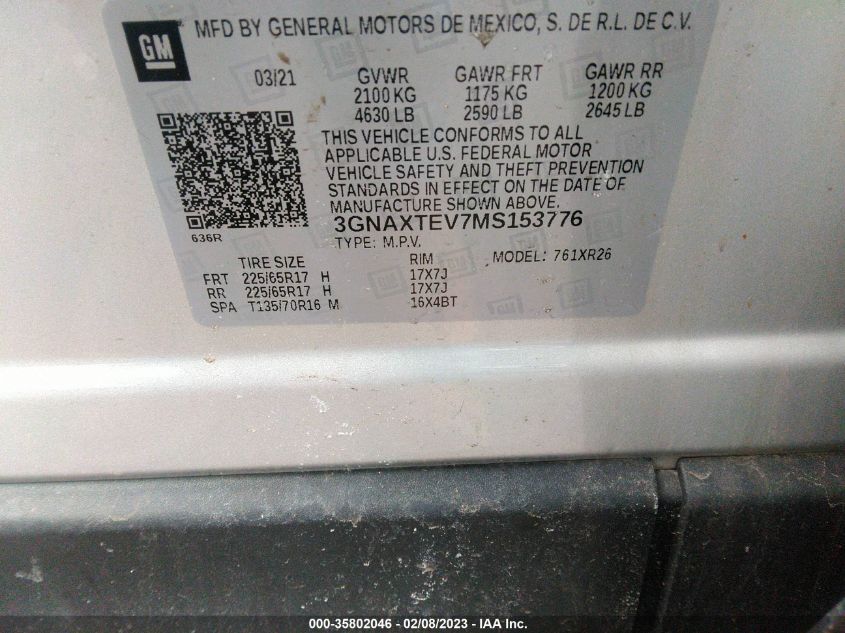 GM
MFD BY GENERAL MOTORS DE MEXICO, S. DE R.L. DE C.V.
03/21 GVWR GAWR FRT GAWR RR
2100 KG 1175 KG 1200 KG
4630 LB 2590 LB 2645 LB
THIS VEHICLE CONFORMS TO ALL
APPLICABLE U.S. FEDERAL MOTOR
VEHICLE SAFETY AND THEFT PREVENTION
STANDARDS IN EFFECT ON THE DATE OF
MANUFACTURE SHOWN ABOVE.
636R 3GNAXTEV7MS153776
TYPE: M.P.V.
TIRE SIZE RIM MODEL: 761XR26
FRT 225/65R17 H 17X7J
RR 225/65R17 H 17X7J
SPA T135/70R16 M 16X4BT
000-35802046 - 02/08/2023 - IAA Inc.